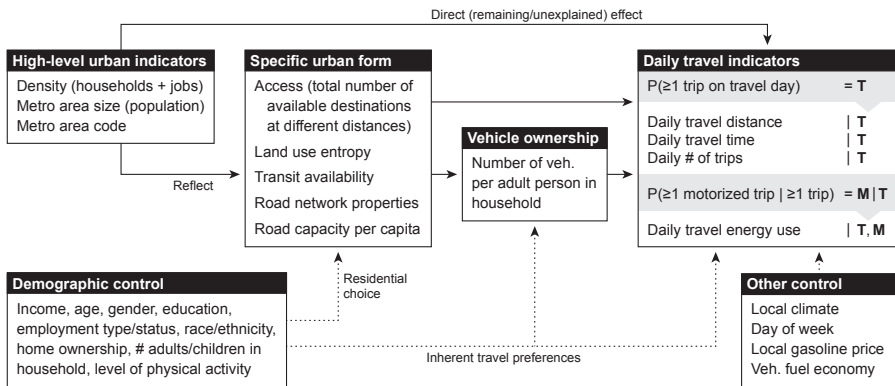 Direct (remaining/unexplained) effect
High-level urban indicators
Density (households + jobs)
Metro area size (population)
Metro area code
Reflect
Specific urban form
Access (total number of
available destinations
at different distances)
Land use entropy
Transit availability
Road network properties
Road capacity per capita
Vehicle ownership
Number of veh.
per adult person in
household
Daily travel indicators
P(≥1 trip on travel day) = T
Daily travel distance | T
Daily travel time | T
Daily # of trips | T
P(≥1 motorized trip | ≥1 trip) = M | T
Daily travel energy use | T, M
Demographic control
Income, age, gender, education,
employment type/status, race/ethnicity,
home ownership, # adults/children in
household, level of physical activity
Residential
choice
Inherent travel preferences
Other control
Local climate
Day of week
Local gasoline price
Veh. fuel economy